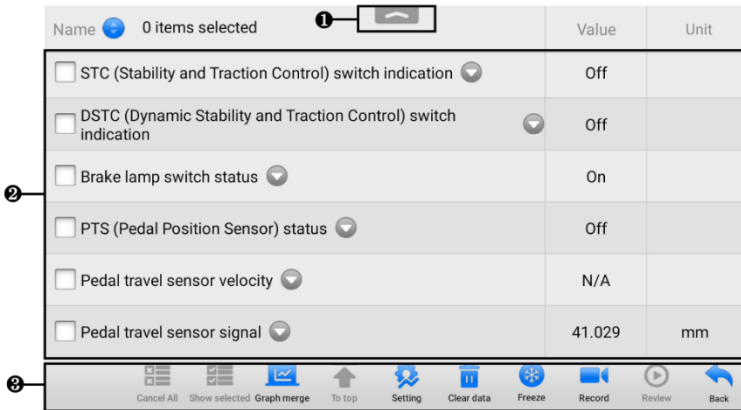 ❶
Name 0 items selected Value Unit
STC (Stability and Traction Control) switch indication Off
DSTC (Dynamic Stability and Traction Control) switch
indication Off
❷
Brake lamp switch status On
PTS (Pedal Position Sensor) status Off
Pedal travel sensor velocity N/A
Pedal travel sensor signal 41.029 mm
❸
Cancel All Show selected Graph merge To top Setting Clear data Freeze Record Review Back